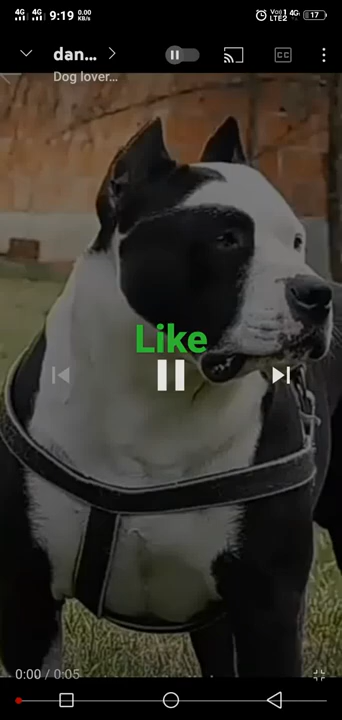 4G 4G 9:19 0.00 KB/s Vo) 1 4G LTE2 17
dan... CC
Dog lover...
Like
0:00 / 0:05